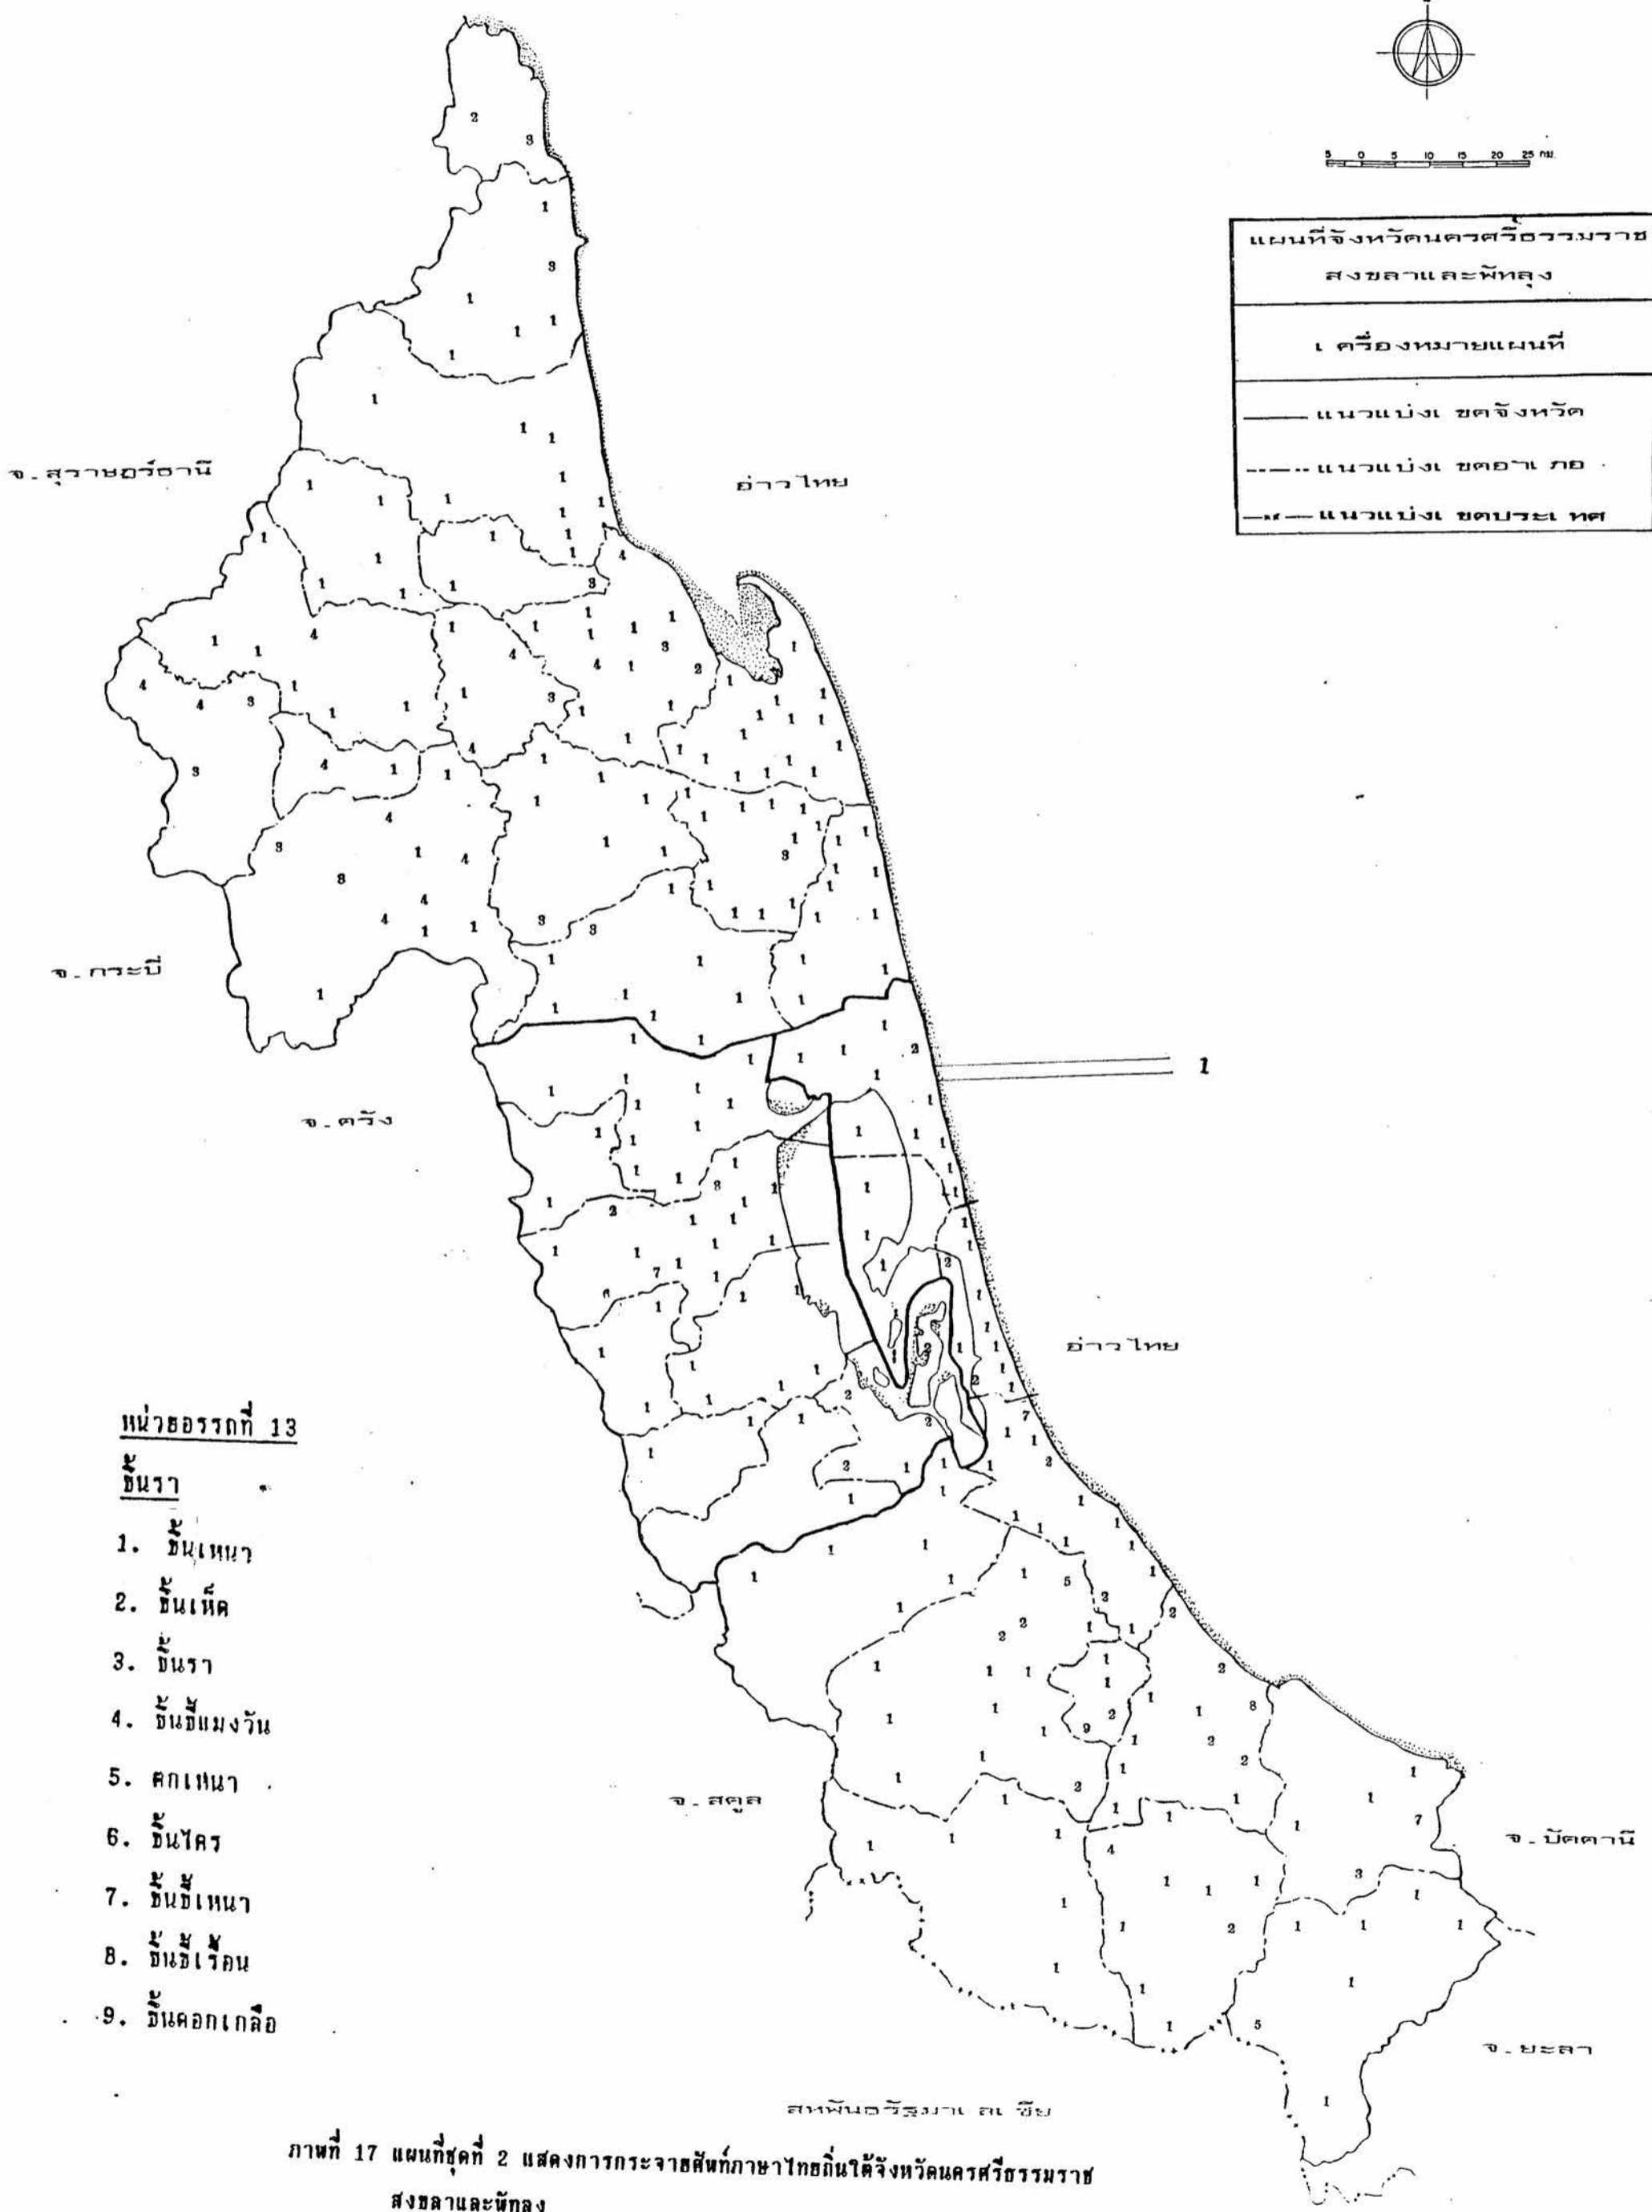 5 0 5 10 15 20 25 กม.
แผนที่จังหวัดนครศรีธรรมราช
สงขลาและพัทลุง
เครื่องหมายแผนที่
แนวแบ่งเขตจังหวัด
แนวแบ่งเขตอำเภอ
แนวแบ่งเขตประเทศ
จ. สุราษฎร์ธานี
อ่าวไทย
จ. กระบี่
จ. ตรัง
1
อ่าวไทย
หน่วยอรรถที่ 13
ขึ้นรา
1. ขึ้นเหนา
2. ขึ้นเห็ด
3. ขึ้นรา
4. ขึ้นขี้แมงวัน
5. ตกเหนา
6. ขึ้นไคร
7. ขึ้นขี้เหนา
8. ขึ้นขี้เรื้อน
9. ขึ้นดอกเกลือ
จ. สตูล
จ. ปัตตานี
จ. ยะลา
สหพันธรัฐมาเลเซีย
ภาพที่ 17 แผนที่ชุดที่ 2 แสดงการกระจายศัพท์ภาษาไทยถิ่นใต้จังหวัดนครศรีธรรมราช
สงขลาและพัทลุง